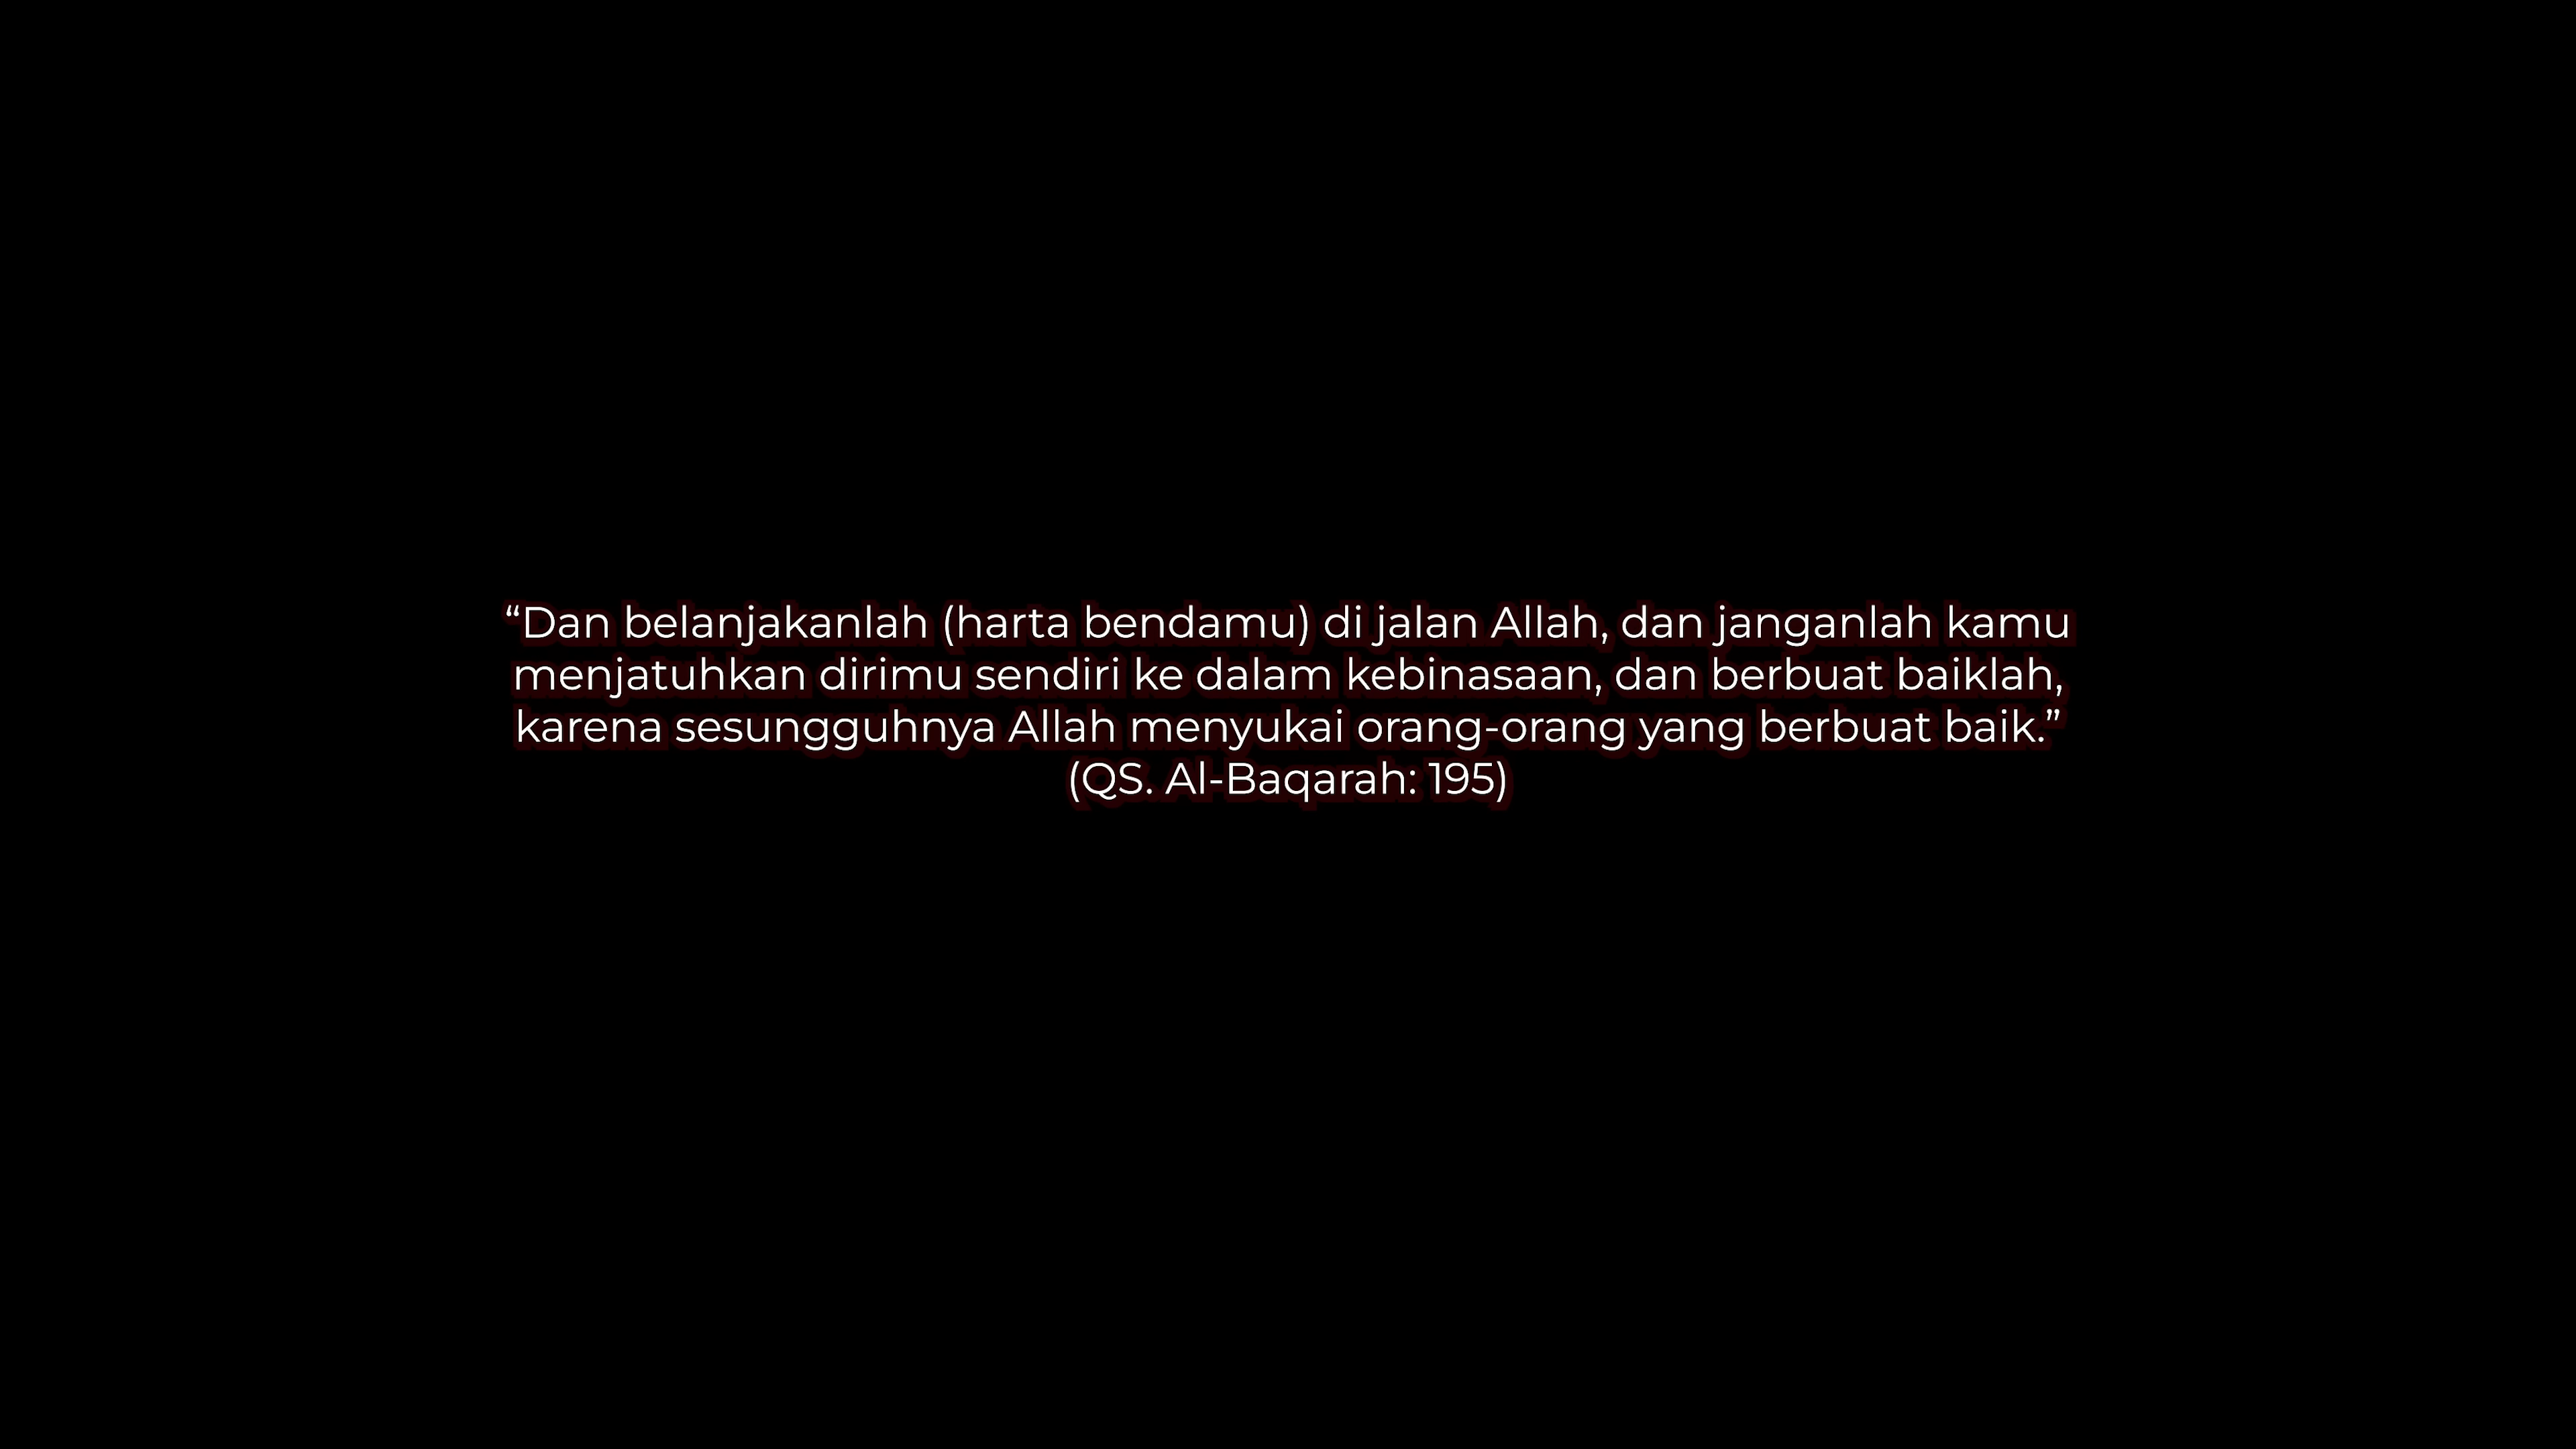 “Dan belanjakanlah (harta bendamu) di jalan Allah, dan janganlah kamu
menjatuhkan dirimu sendiri ke dalam kebinasaan, dan berbuat baiklah,
karena sesungguhnya Allah menyukai orang-orang yang berbuat baik.”
(QS. Al-Baqarah: 195)